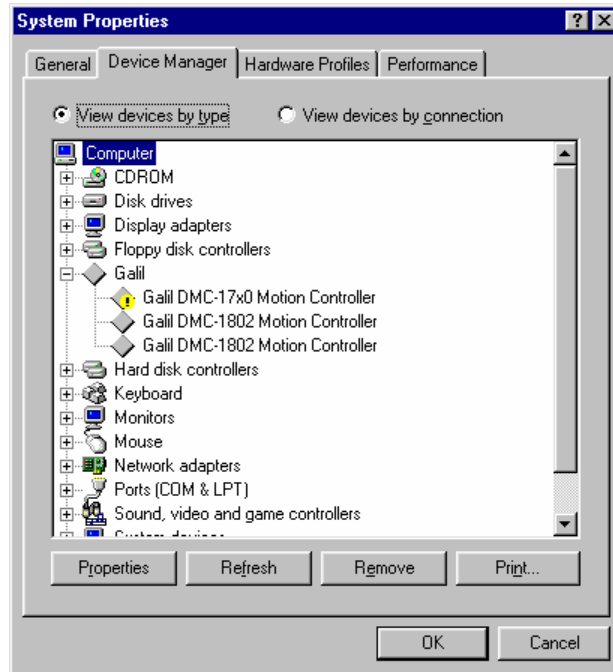 System Properties
General Device Manager Hardware Profiles Performance
View devices by type View devices by connection
Computer
CDROM
Disk drives
Display adapters
Floppy disk controllers
Galil
Galil DMC-17x0 Motion Controller
Galil DMC-1802 Motion Controller
Galil DMC-1802 Motion Controller
Hard disk controllers
Keyboard
Monitors
Mouse
Network adapters
Ports (COM & LPT)
Sound, video and game controllers
System devices
Properties Refresh Remove Print...
OK Cancel